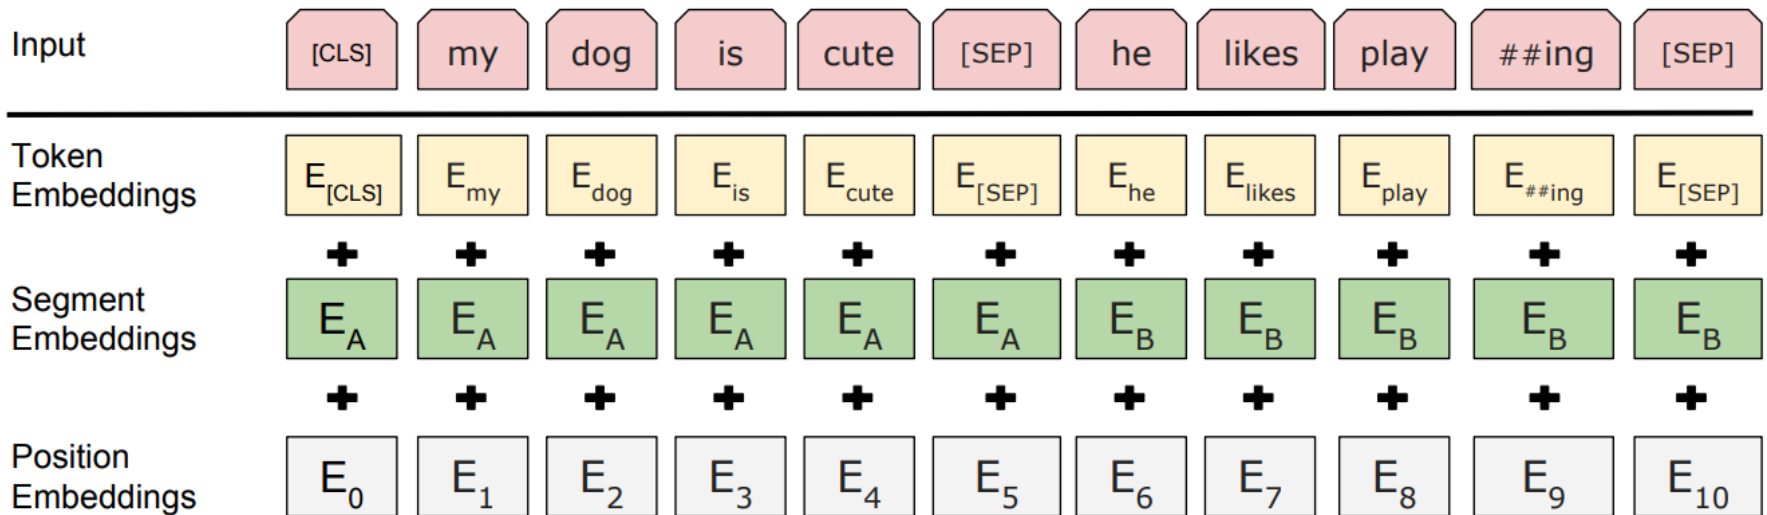 Input [CLS] my dog is cute [SEP] he likes play ##ing [SEP]
Token
Embeddings
E[CLS] Emy Edog Eis Ecute E[SEP] Ehe Elikes Eplay E##ing E[SEP]
+ + + + + + + + + + +
Segment
Embeddings
EA EA EA EA EA EA EB EB EB EB EB
+ + + + + + + + + + +
Position
Embeddings
E0 E1 E2 E3 E4 E5 E6 E7 E8 E9 E10